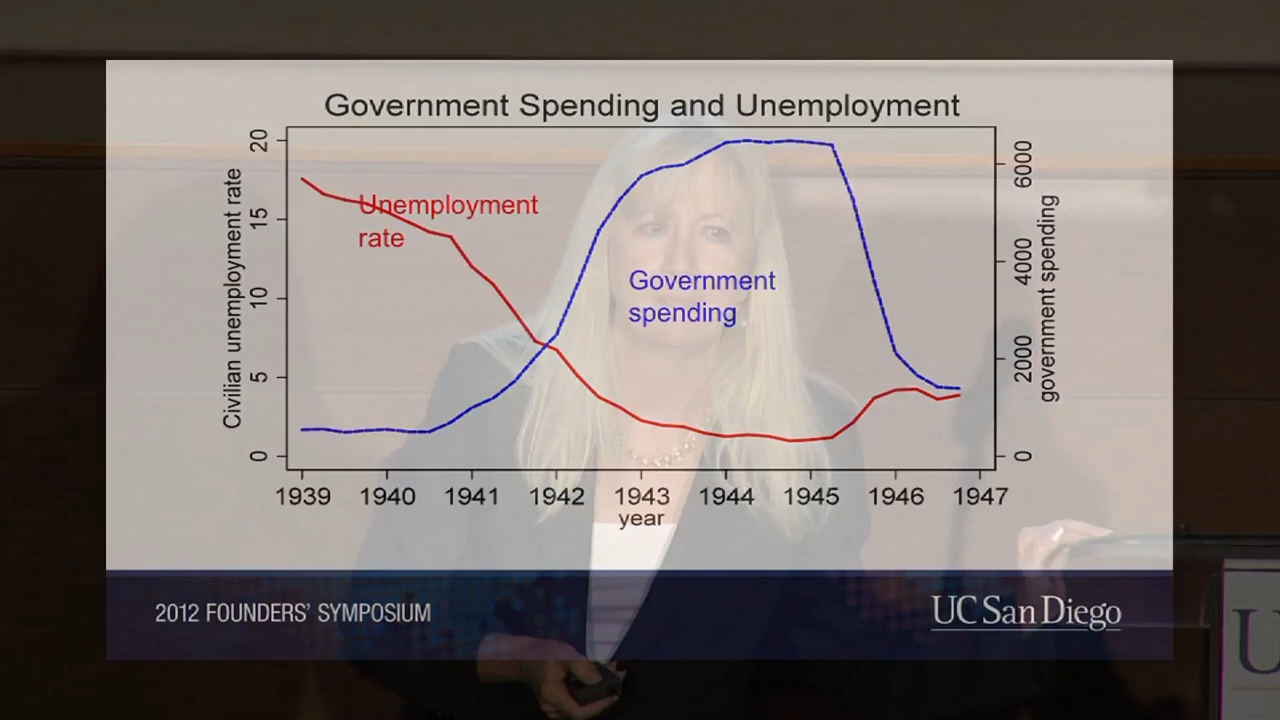 Government Spending and Unemployment
Civilian unemployment rate
20
15
10
5
0
Unemployment
rate
Government
spending
6000
4000
2000
0
government spending
1939 1940 1941 1942 1943 1944 1945 1946 1947
year
2012 FOUNDERS' SYMPOSIUM
UC San Diego
U